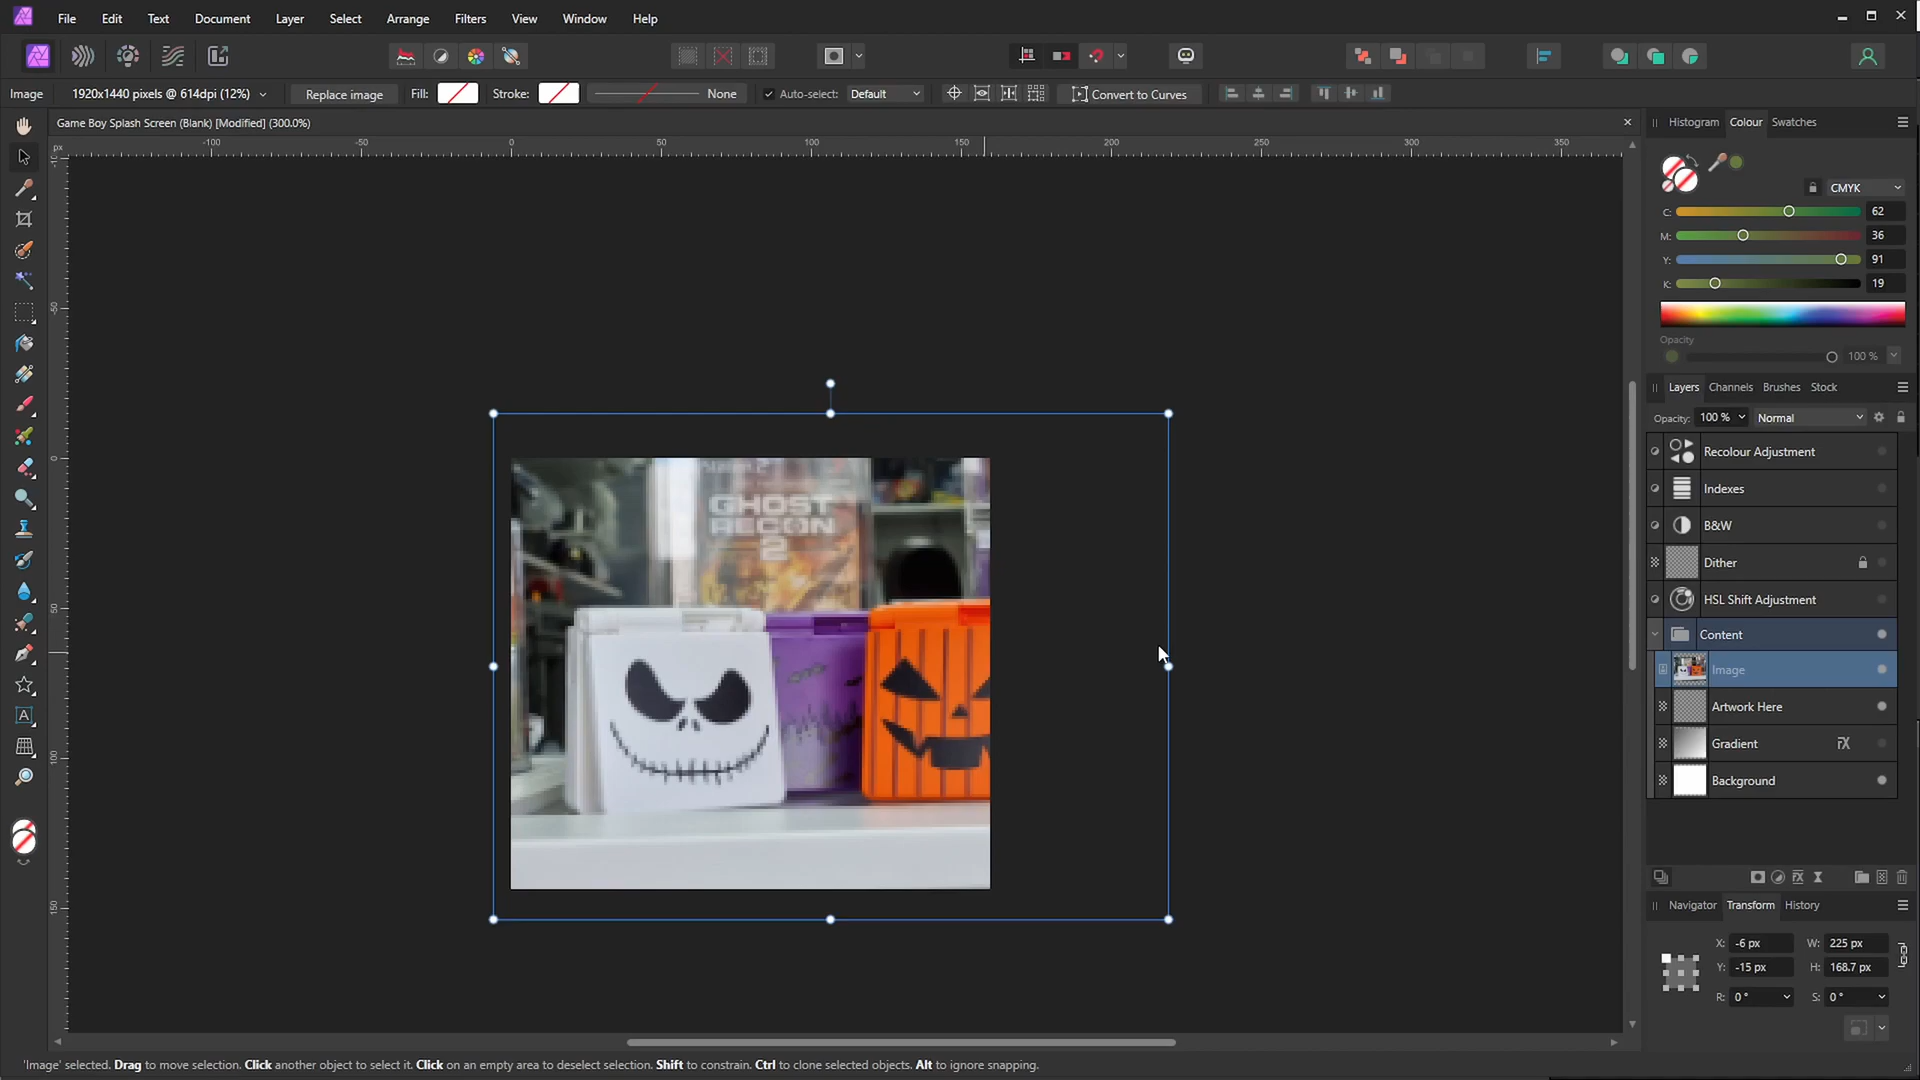 File Edit Text Document Layer Select Arrange Filters View Window Help
Image 1920x1440 pixels @ 614dpi (12%) Replace image Fill: Stroke: None Auto-select: Default Convert to Curves
Game Boy Splash Screen (Blank) [Modified] (300.0%)
px -100 -50 0 50 100 150 200 250 300 350
-50
0
50
100
150
GHOST
RECON
2
Histogram Colour Swatches
CMYK
C: 62
M: 36
Y: 91
K: 19
Opacity
100 %
Layers Channels Brushes Stock
Opacity: 100 % Normal
Recolour Adjustment
Indexes
B&W
Dither
HSL Shift Adjustment
Content
Image
Artwork Here
Gradient
Background
Navigator Transform History
X: -6 px W: 225 px
Y: -15 px H: 168.7 px
R: 0 ° S: 0 °
'Image' selected. Drag to move selection. Click another object to select it. Click on an empty area to deselect selection. Shift to constrain. Ctrl to clone selected objects. Alt to ignore snapping.